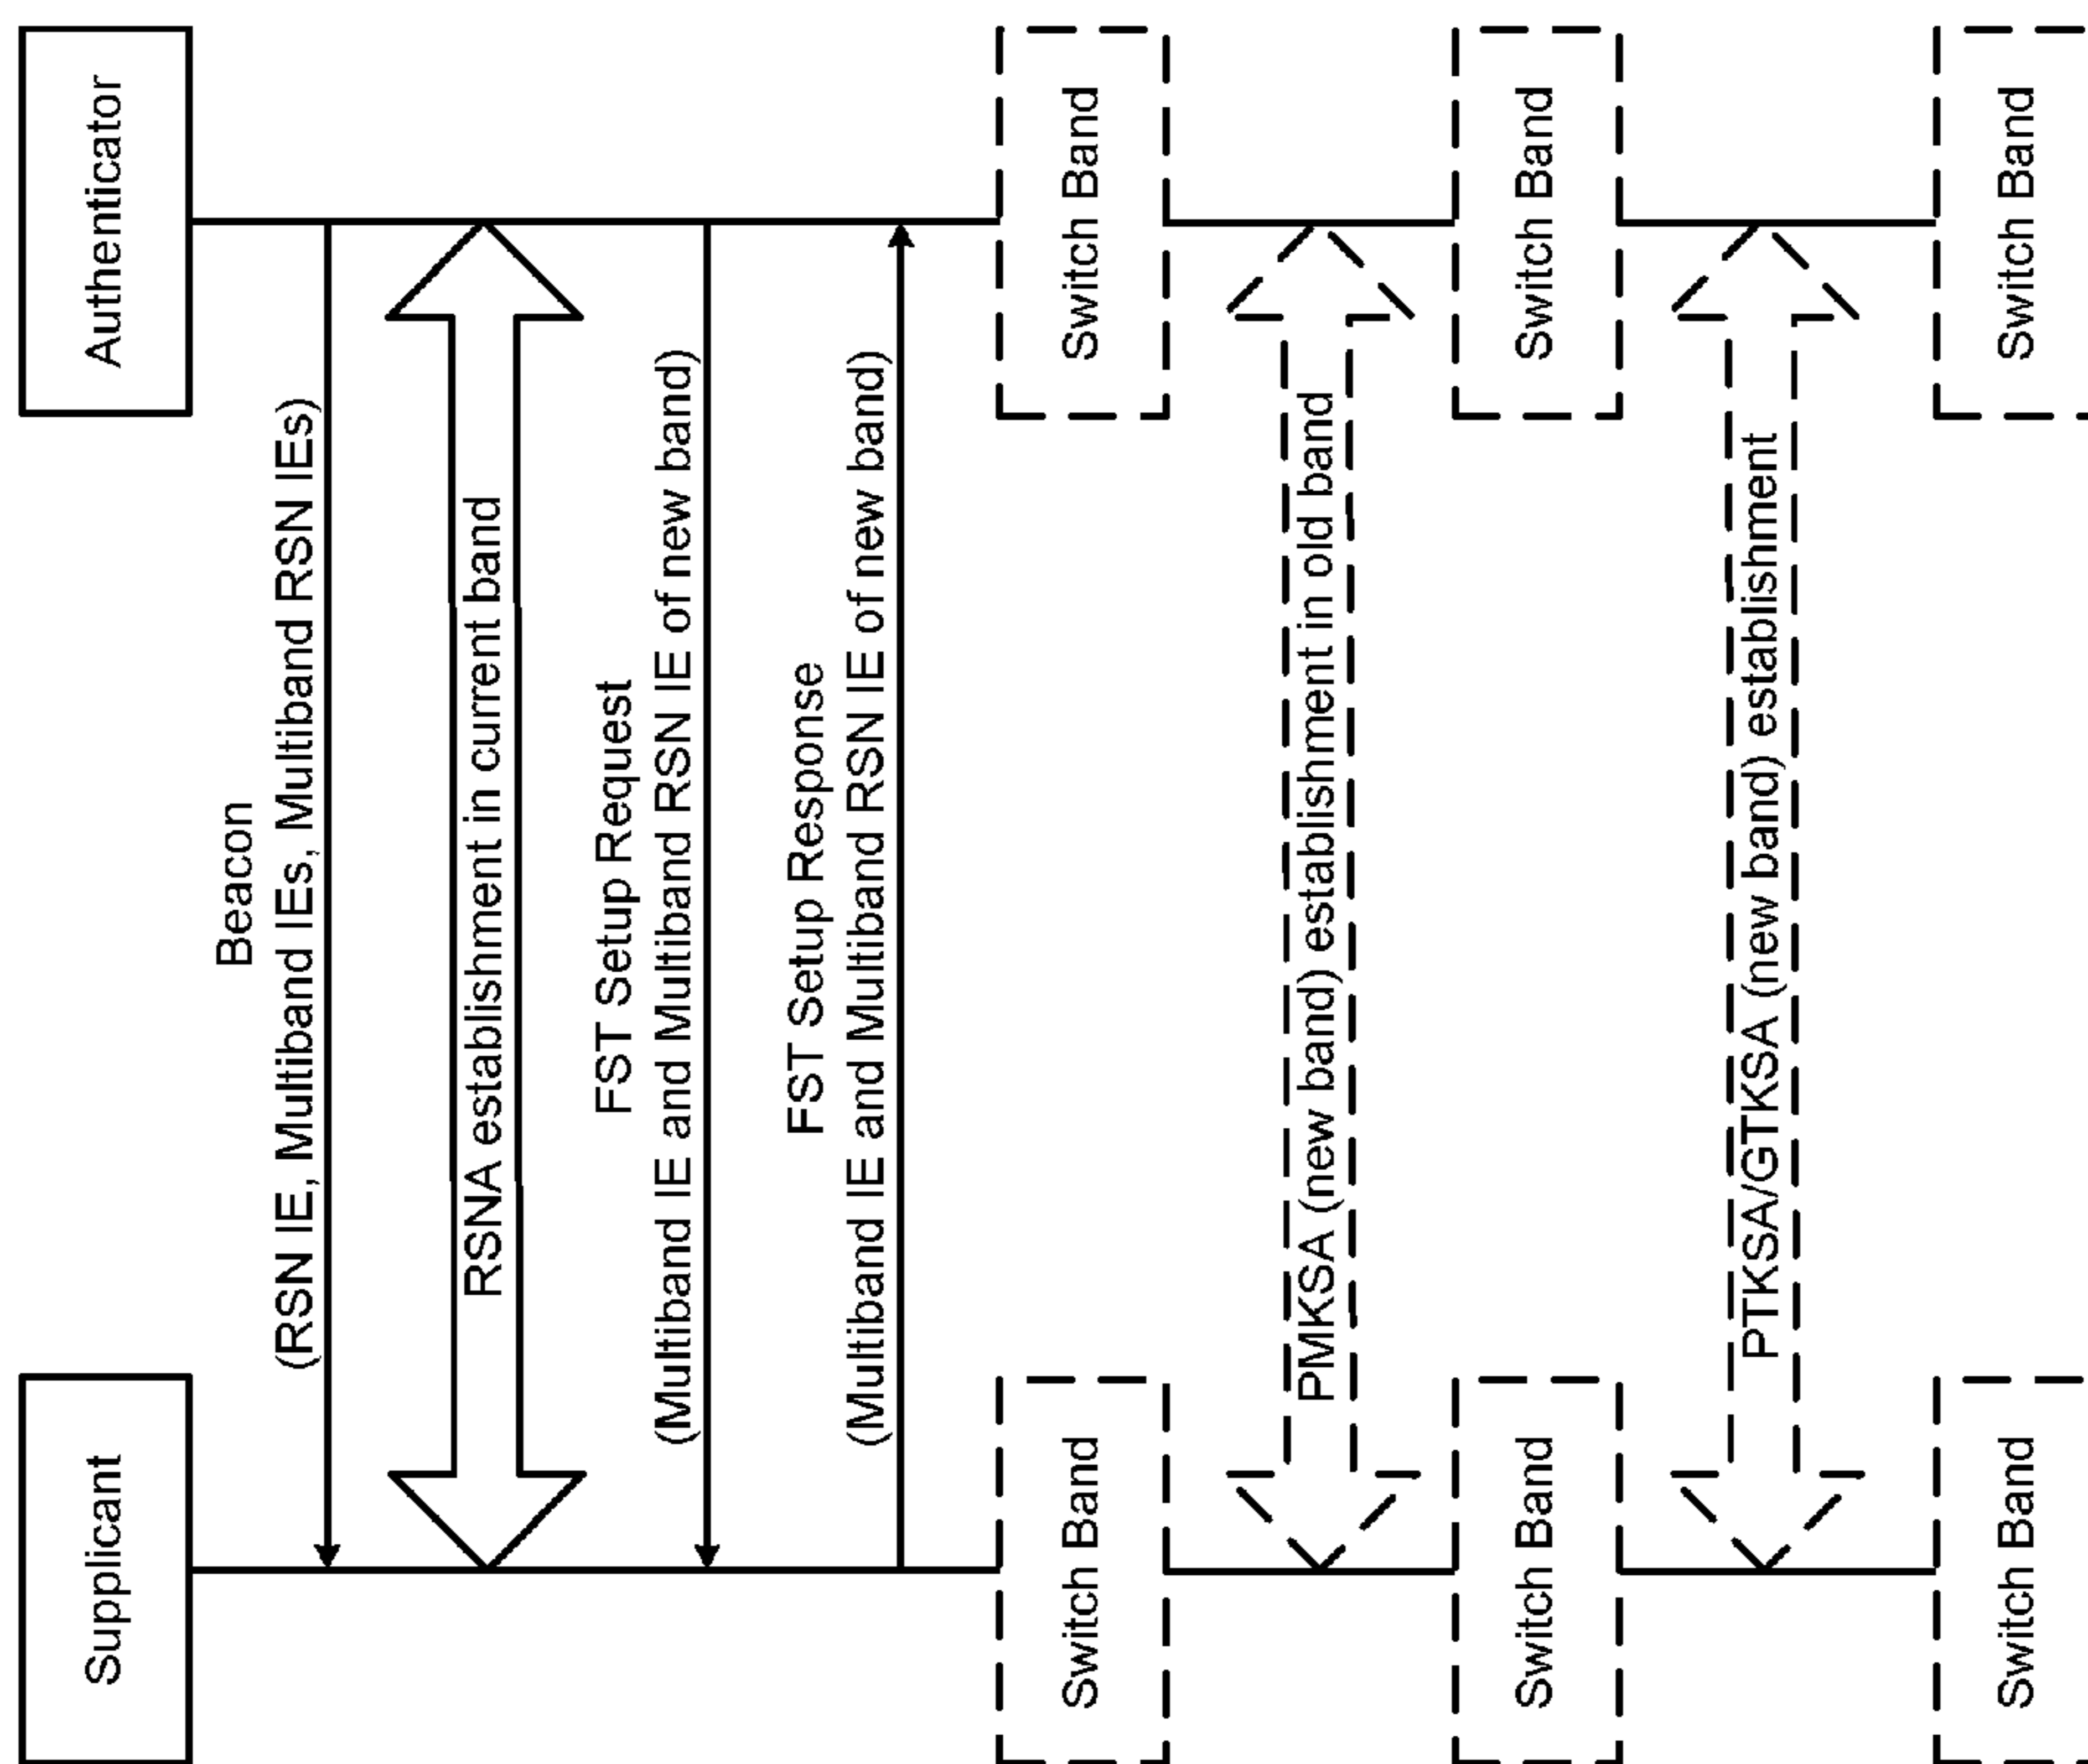 Supplicant
Authenticator
Beacon
(RSN IE, Multiband IEs, Multiband RSN IEs)
RSNA establishment in current band
FST Setup Request
(Multiband IE and Multiband RSN IE of new band)
FST Setup Response
(Multiband IE and Multiband RSN IE of new band)
Switch Band
Switch Band
PMKSA (new band) establishment in old band
Switch Band
Switch Band
PTKSA/GTKSA (new band) establishment
Switch Band
Switch Band